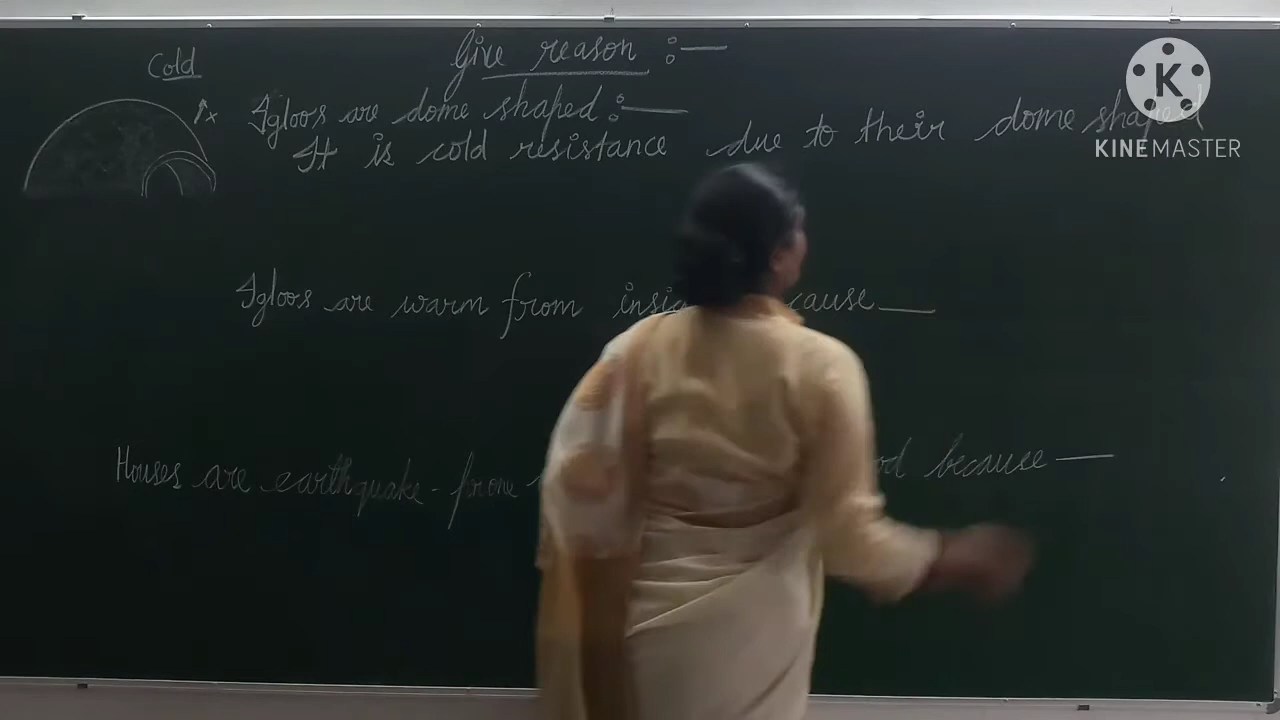 Give reason :—
Cold
Igloos are dome shaped :—
It is cold resistance due to their dome shaped
Igloos are warm from insi cause —
Houses are earthquake-prone od because —
K
KINEMASTER